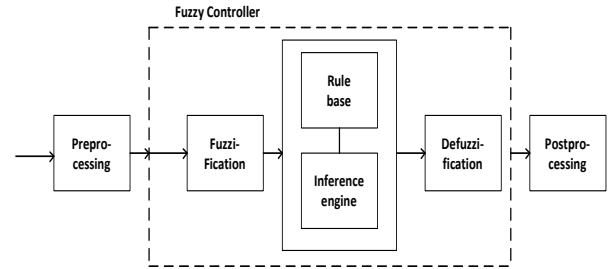 Fuzzy Controller
Rule
base
Prepro-
cessing
Fuzzi-
Fication
Inference
engine
Defuzzi-
fication
Postpro-
cessing